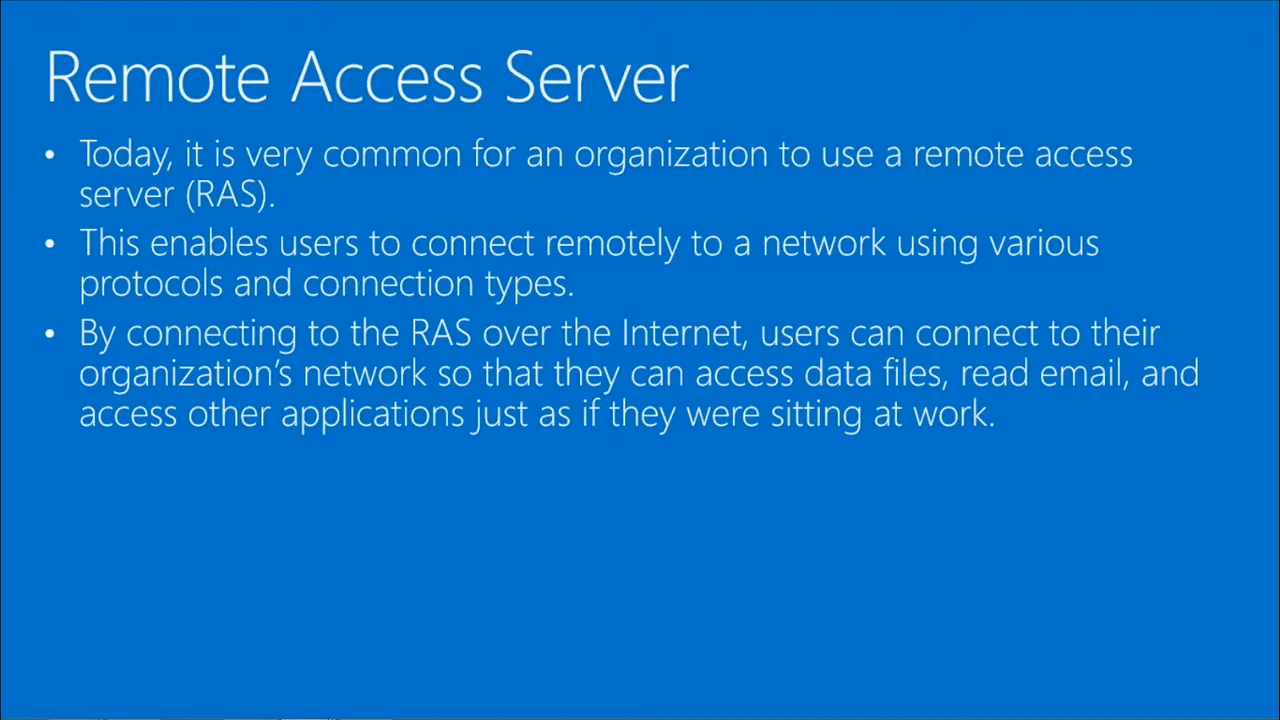 Remote Access Server
• Today, it is very common for an organization to use a remote access
server (RAS).
• This enables users to connect remotely to a network using various
protocols and connection types.
• By connecting to the RAS over the Internet, users can connect to their
organization’s network so that they can access data files, read email, and
access other applications just as if they were sitting at work.